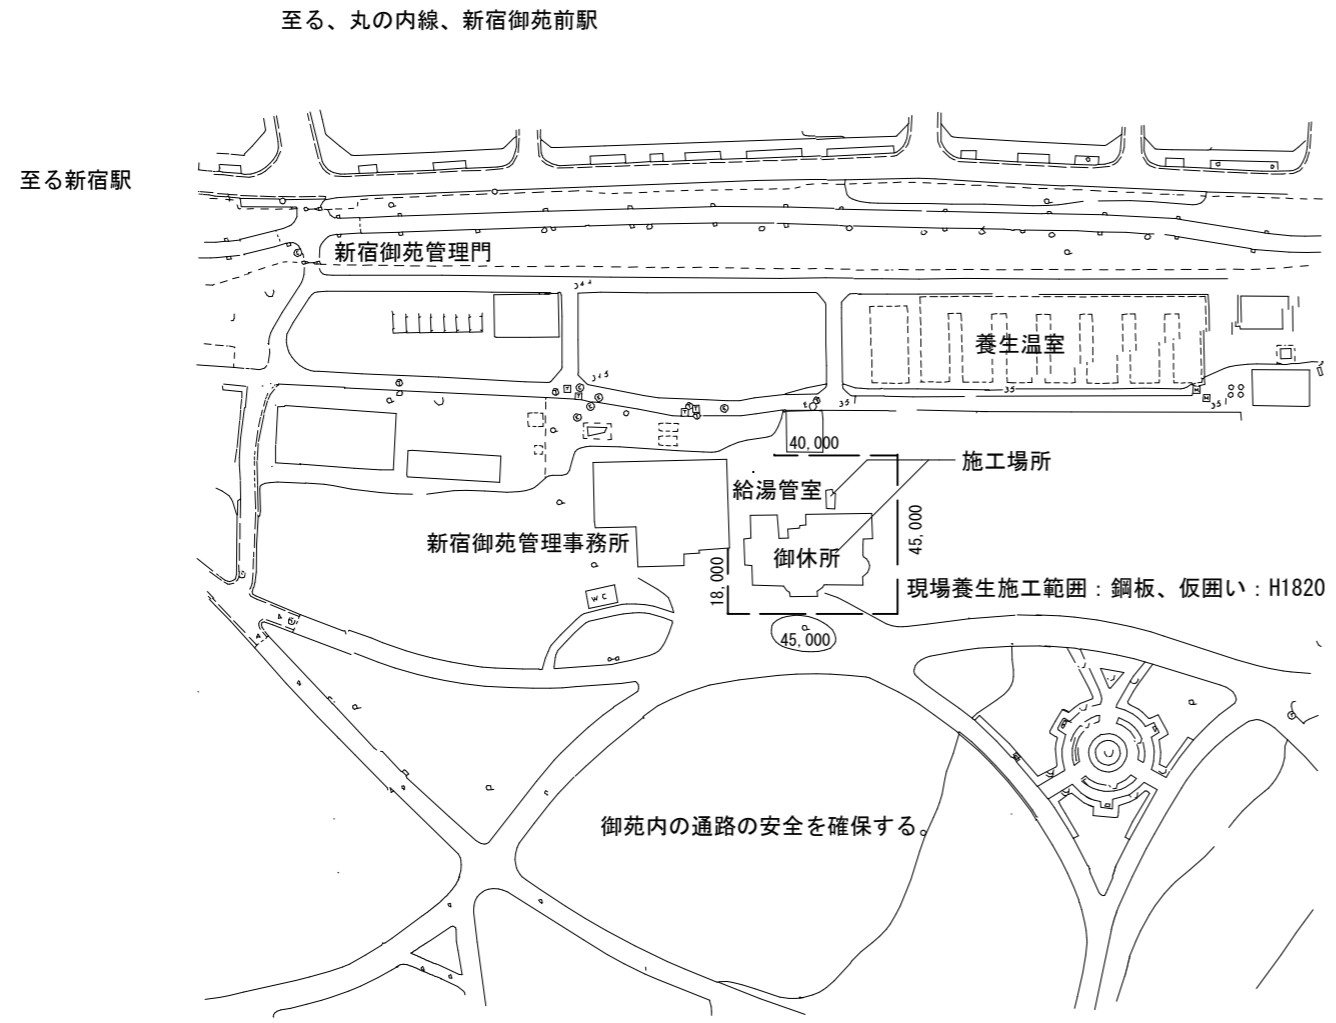 至る、丸の内線、新宿御苑前駅
至る新宿駅
新宿御苑管理門
養生温室
35
35
35
40,000
施工場所
給湯管室
45,000
新宿御苑管理事務所
御休所
18,000
現場養生施工範囲：鋼板、仮囲い：H1820
WC
45,000
御苑内の通路の安全を確保する。